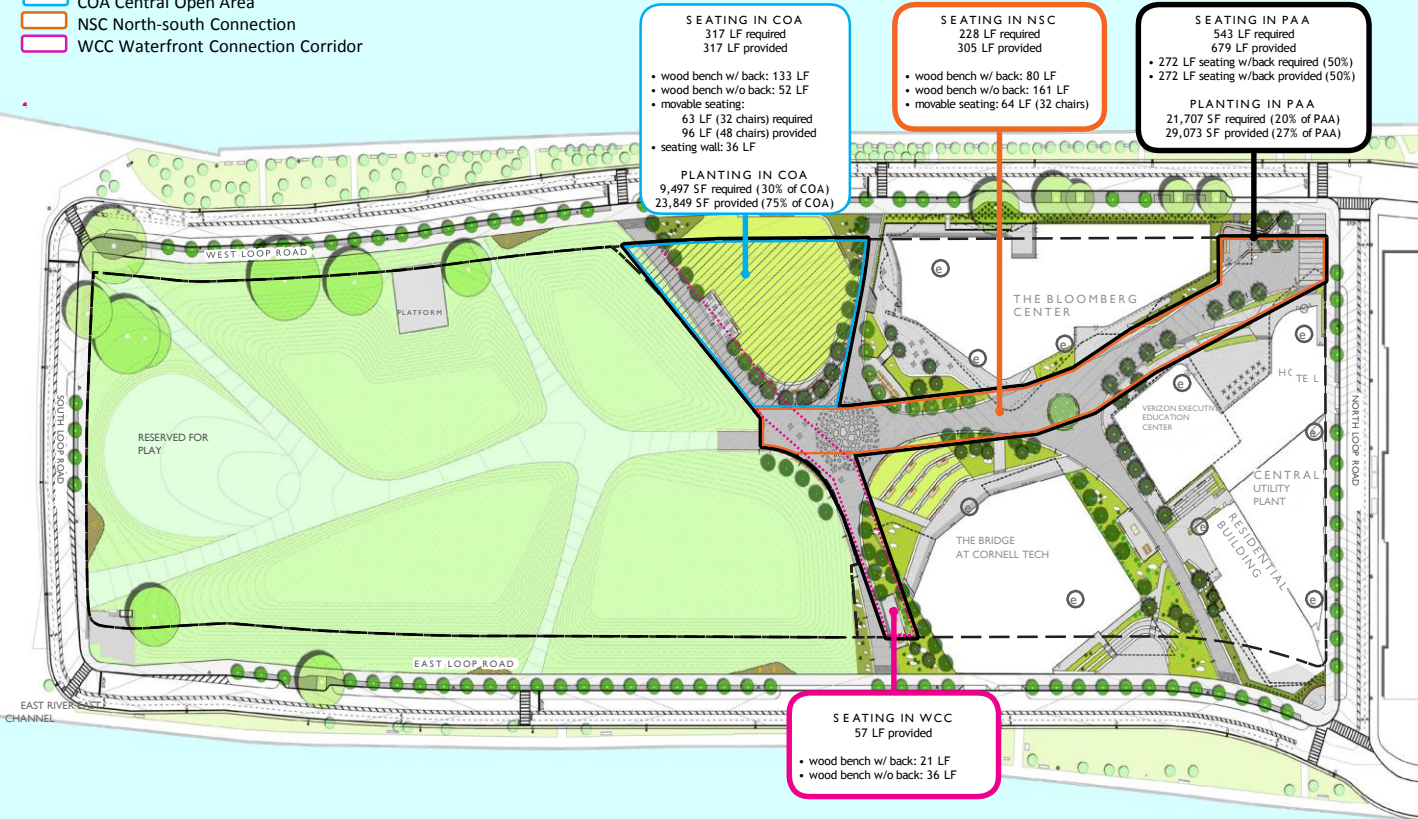 COA Central Open Area
NSC North-south Connection
WCC Waterfront Connection Corridor
SEATING IN COA
317 LF required
317 LF provided
• wood bench w/ back: 133 LF
• wood bench w/o back: 52 LF
• movable seating:
63 LF (32 chairs) required
96 LF (48 chairs) provided
• seating wall: 36 LF
PLANTING IN COA
9,497 SF required (30% of COA)
23,849 SF provided (75% of COA)
SEATING IN NSC
228 LF required
305 LF provided
• wood bench w/ back: 80 LF
• wood bench w/o back: 161 LF
• movable seating: 64 LF (32 chairs)
SEATING IN PAA
543 LF required
679 LF provided
• 272 LF seating w/back required (50%)
• 272 LF seating w/back provided (50%)
PLANTING IN PAA
21,707 SF required (20% of PAA)
29,073 SF provided (27% of PAA)
WEST LOOP ROAD
PLATFORM
THE BLOOMBERG
CENTER
HOTEL
VERIZON EXECUTIVE
EDUCATION
CENTER
SOUTH LOOP ROAD
RESERVED FOR
PLAY
NORTH LOOP ROAD
CENTRAL
UTILITY
PLANT
RESIDENTIAL
BUILDING
THE BRIDGE
AT CORNELL TECH
e
e
e
e
e
e
e
e
e
e
EAST LOOP ROAD
EAST RIVER EAST
CHANNEL
SEATING IN WCC
57 LF provided
• wood bench w/ back: 21 LF
• wood bench w/o back: 36 LF